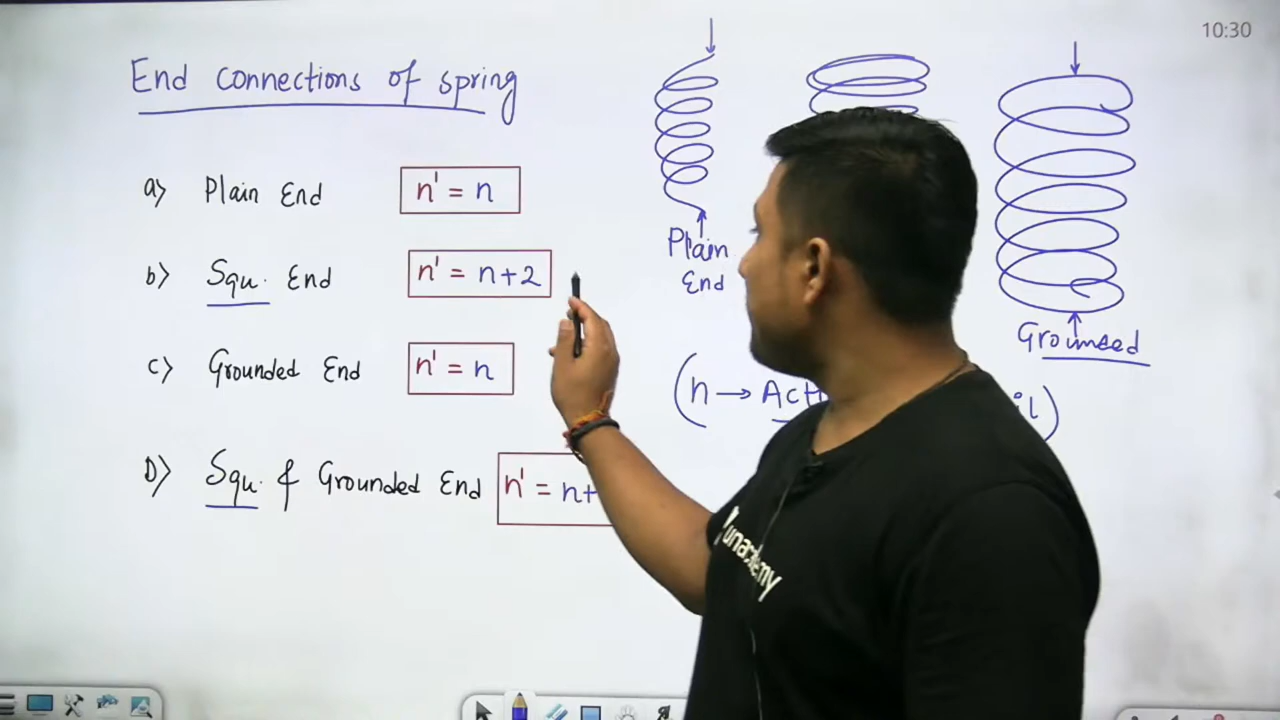 10:30
End connections of spring
a) Plain End n' = n
b) Squ. End n' = n+2
c) Grounded End n' = n
D) Squ. & Grounded End n' = n+
Plain
End
Grounded
(n →
)
unacademy